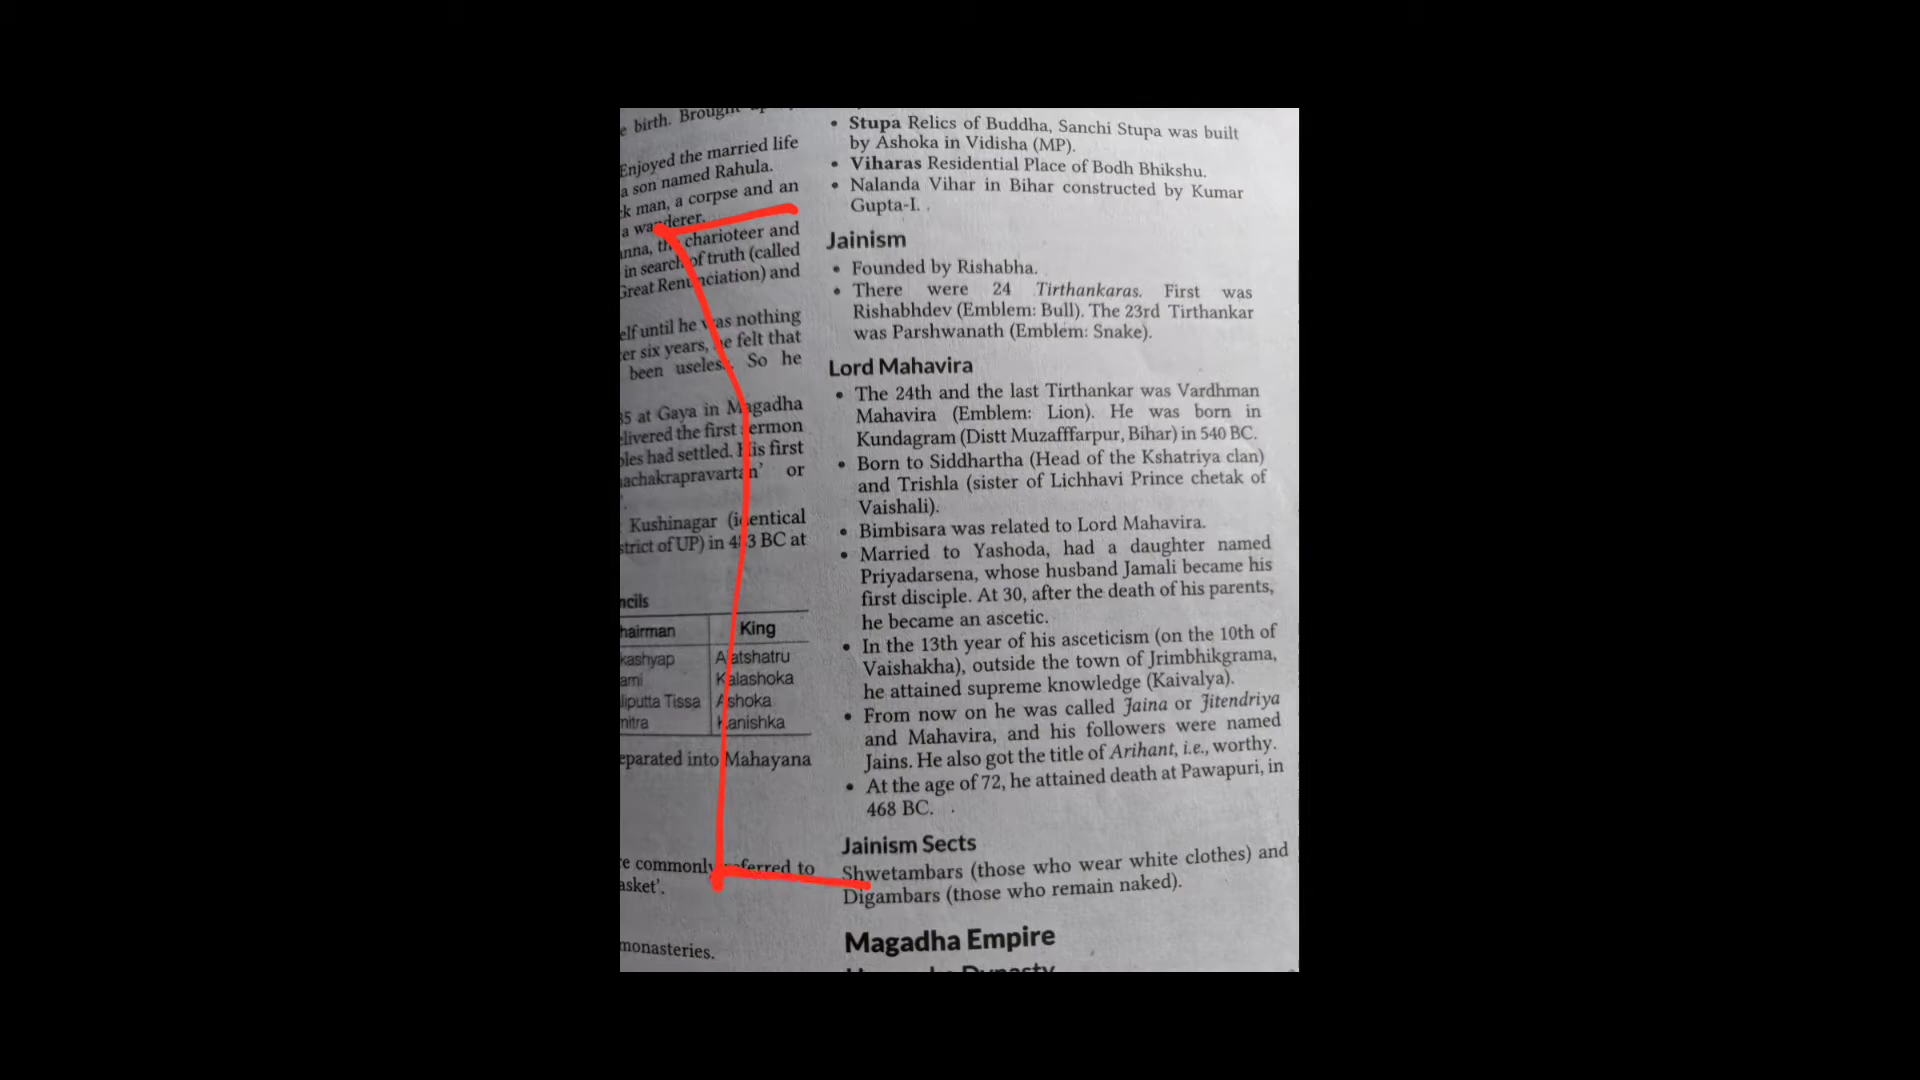 e birth. Brought
Enjoyed the married life
a son named Rahula.
k man, a corpse and an
a wanderer.
anna, the charioteer and
in search of truth (called
Great Renunciation) and
elf until he was nothing
er six years, he felt that
been useless. So he
35 at Gaya in Magadha
elivered the first sermon
ples had settled. His first
achakrapravartan' or
Kushinagar (identical
strict of UP) in 483 BC at
ncils
hairman King
kashyap Ajatshatru
ami Kalashoka
liputta Tissa Ashoka
mitra Kanishka
eparated into Mahayana
e commonly referred to
asket'.
monasteries.
• Stupa Relics of Buddha, Sanchi Stupa was built
by Ashoka in Vidisha (MP).
• Viharas Residential Place of Bodh Bhikshu.
• Nalanda Vihar in Bihar constructed by Kumar
Gupta-I.
Jainism
• Founded by Rishabha.
• There were 24 Tirthankaras. First was
Rishabhdev (Emblem: Bull). The 23rd Tirthankar
was Parshwanath (Emblem: Snake).
Lord Mahavira
• The 24th and the last Tirthankar was Vardhman
Mahavira (Emblem: Lion). He was born in
Kundagram (Distt Muzafffarpur, Bihar) in 540 BC.
• Born to Siddhartha (Head of the Kshatriya clan)
and Trishla (sister of Lichhavi Prince chetak of
Vaishali).
• Bimbisara was related to Lord Mahavira.
• Married to Yashoda, had a daughter named
Priyadarsena, whose husband Jamali became his
first disciple. At 30, after the death of his parents,
he became an ascetic.
• In the 13th year of his asceticism (on the 10th of
Vaishakha), outside the town of Jrimbhikgrama,
he attained supreme knowledge (Kaivalya).
• From now on he was called Jaina or Jitendriya
and Mahavira, and his followers were named
Jains. He also got the title of Arihant, i.e., worthy.
• At the age of 72, he attained death at Pawapuri, in
468 BC.
Jainism Sects
Shwetambars (those who wear white clothes) and
Digambars (those who remain naked).
Magadha Empire
Dynasty